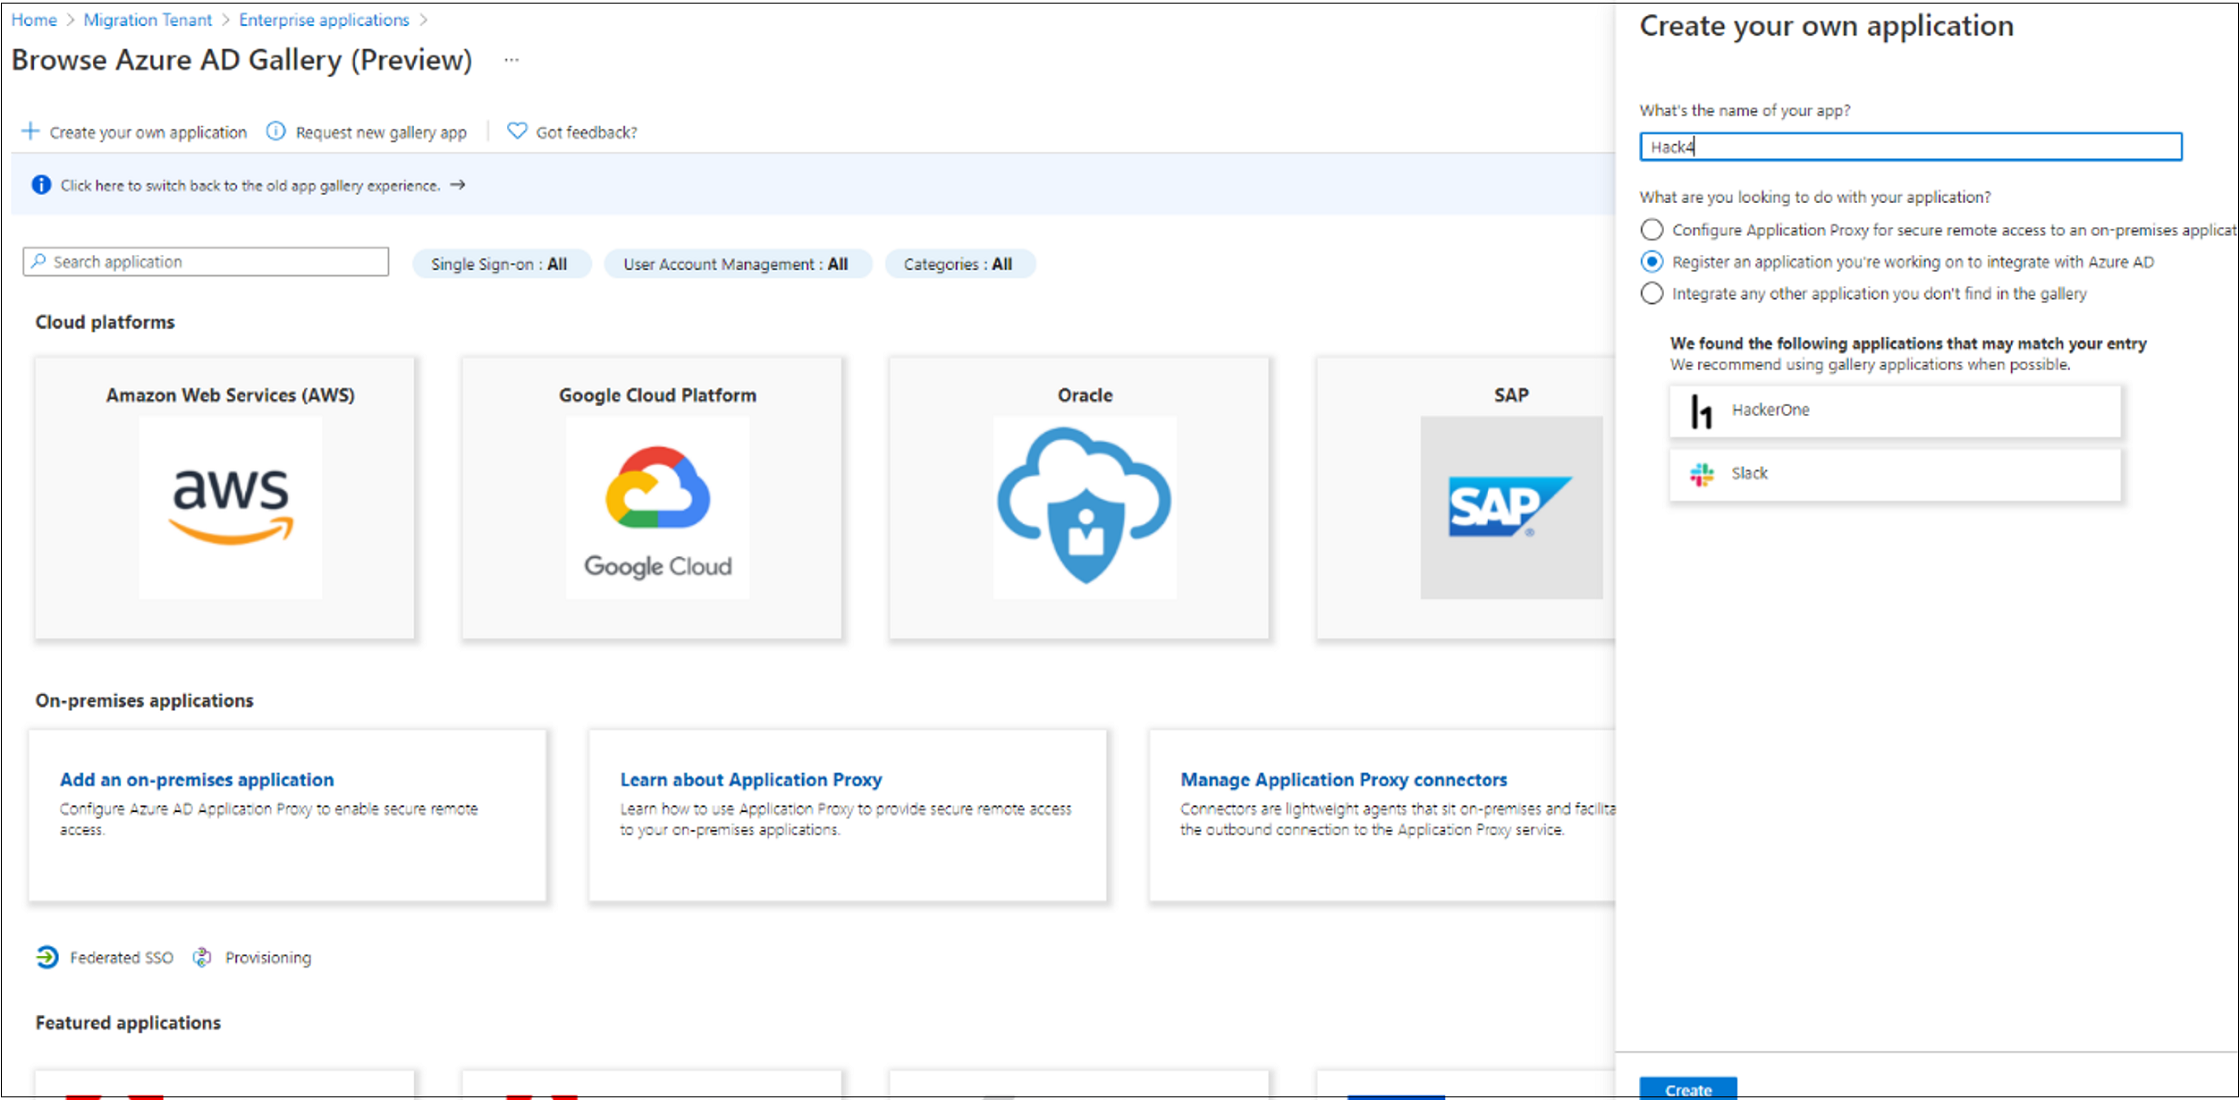 Home > Migration Tenant > Enterprise applications >
Browse Azure AD Gallery (Preview) ...
+ Create your own application
Request new gallery app
Got feedback?
Click here to switch back to the old app gallery experience. →
Search application
Single Sign-on : All
User Account Management : All
Categories : All
Cloud platforms
Amazon Web Services (AWS)
aws
Google Cloud Platform
Google Cloud
Oracle
SAP
SAP
On-premises applications
Add an on-premises application
Configure Azure AD Application Proxy to enable secure remote
access.
Learn about Application Proxy
Learn how to use Application Proxy to provide secure remote access
to your on-premises applications.
Manage Application Proxy connectors
Connectors are lightweight agents that sit on-premises and facilita
the outbound connection to the Application Proxy service.
Federated SSO
Provisioning
Featured applications
Create your own application
What's the name of your app?
Hack4
What are you looking to do with your application?
Configure Application Proxy for secure remote access to an on-premises applicat
Register an application you're working on to integrate with Azure AD
Integrate any other application you don't find in the gallery
We found the following applications that may match your entry
We recommend using gallery applications when possible.
HackerOne
Slack
Create